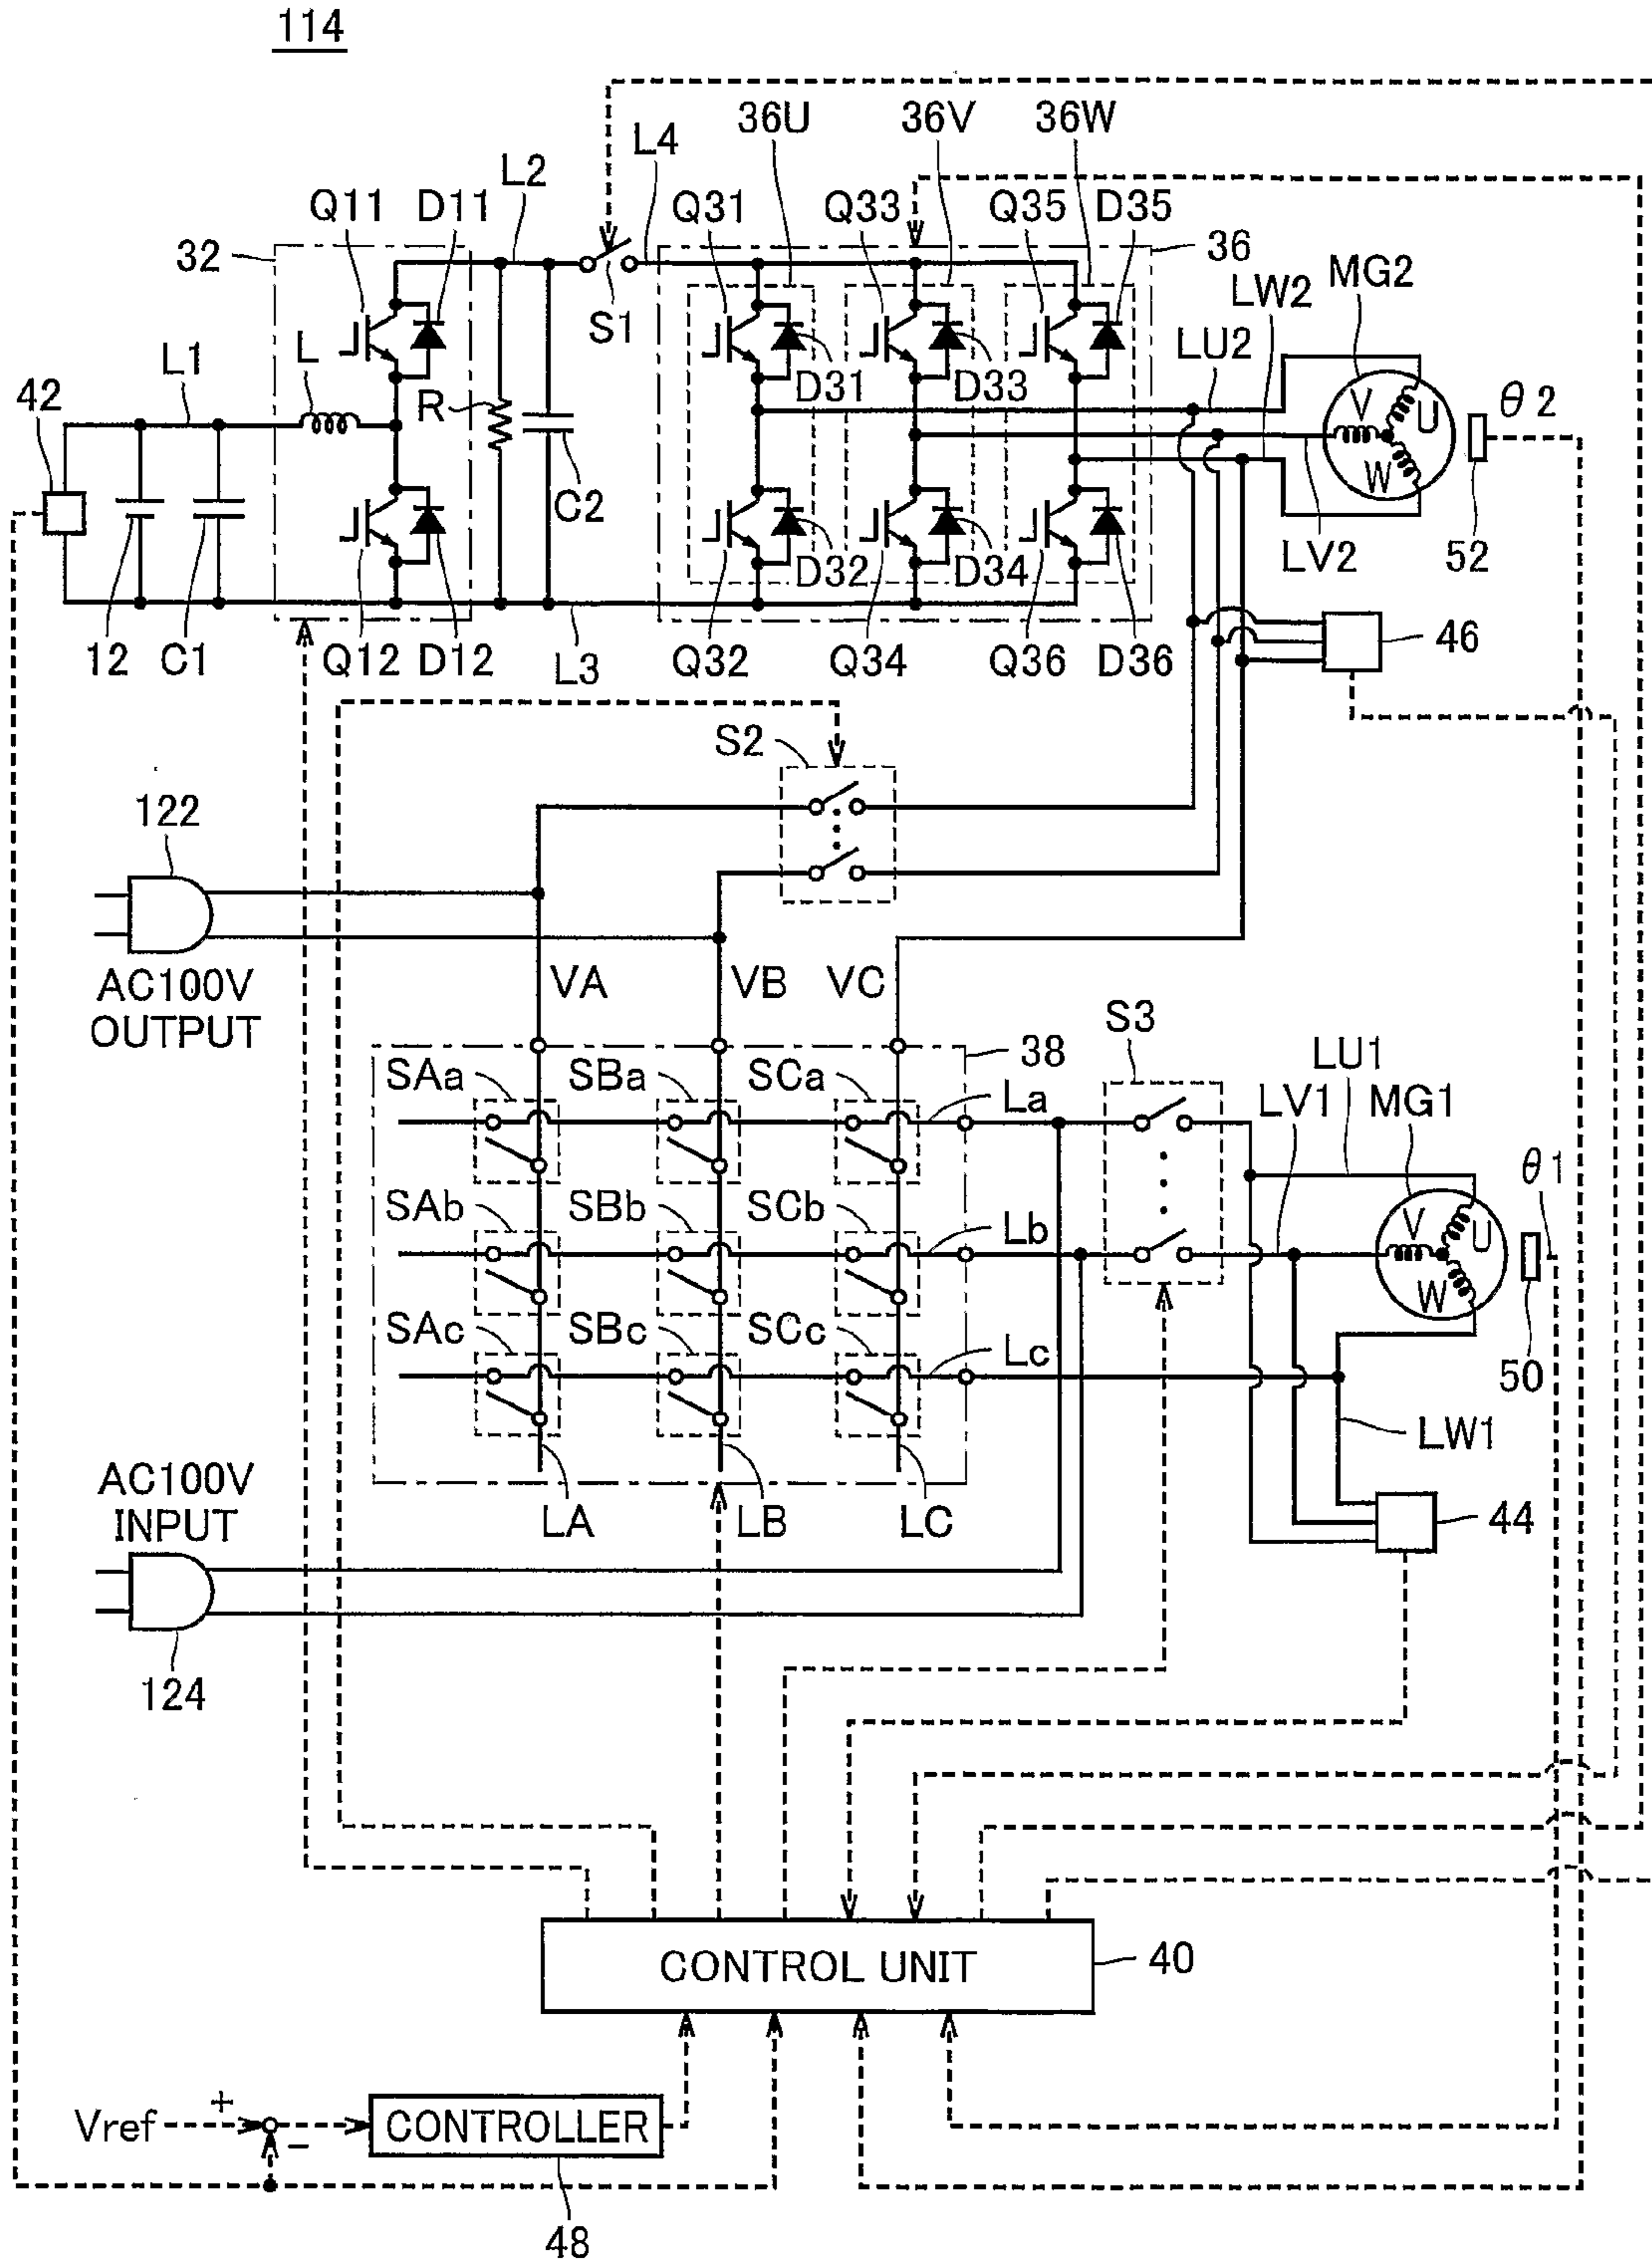 114
36U 36V 36W
L4
L2
Q11 D11 Q31 Q33 Q35 D35
32 36
MG2
LW2
S1
L1 L LU2
42 R D31 D33 V U θ2
W
C2
D32 D34 LV2 52
12 C1 Q12 D12 L3 Q32 Q34 Q36 D36 46
S2
122
AC100V
OUTPUT
VA VB VC
S3
38 LU1
SAa SBa SCa La LV1 MG1
θ1
V U
W
SAb SBb SCb Lb
SAc SBc SCc Lc 50
LW1
AC100V
INPUT
LA LB LC 44
124
CONTROL UNIT 40
Vref + -
CONTROLLER
48